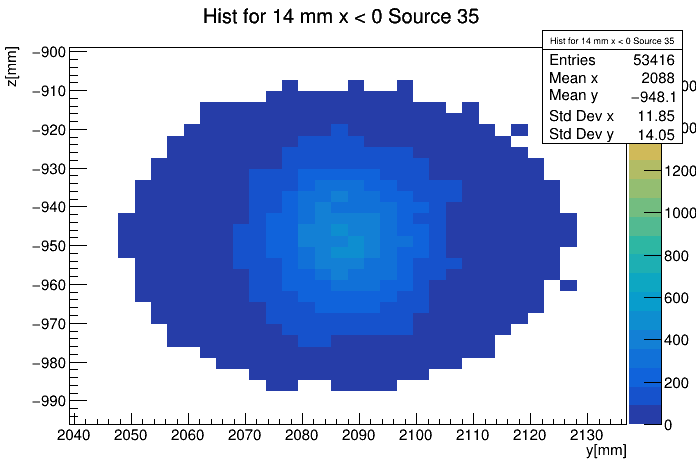 Hist for 14 mm x < 0 Source 35
z[mm]
−900
−910
−920
−930
−940
−950
−960
−970
−980
−990
2040 2050 2060 2070 2080 2090 2100 2110 2120 2130
y[mm]
Hist for 14 mm x < 0 Source 35
Entries 53416
Mean x 2088
Mean y −948.1
Std Dev x 11.85
Std Dev y 14.05
00
00
1200
1000
800
600
400
200
0